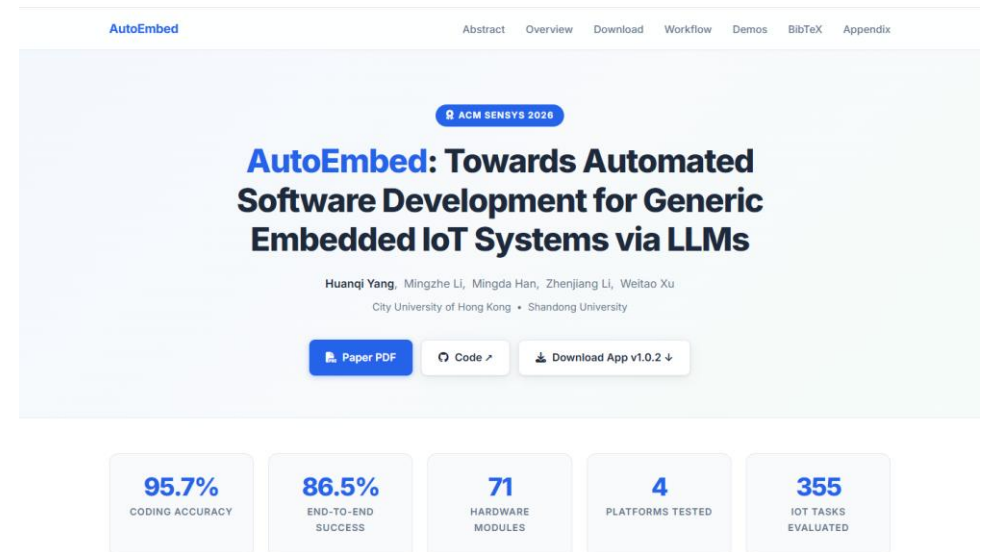 AutoEmbed
Abstract Overview Download Workflow Demos BibTeX Appendix
ACM SENSYS 2026
AutoEmbed: Towards Automated
Software Development for Generic
Embedded IoT Systems via LLMs
Huanqi Yang, Mingzhe Li, Mingda Han, Zhenjiang Li, Weitao Xu
City University of Hong Kong • Shandong University
Paper PDF
Code ↗
Download App v1.0.2 ↓
95.7%
CODING ACCURACY
86.5%
END-TO-END
SUCCESS
71
HARDWARE
MODULES
4
PLATFORMS TESTED
355
IOT TASKS
EVALUATED